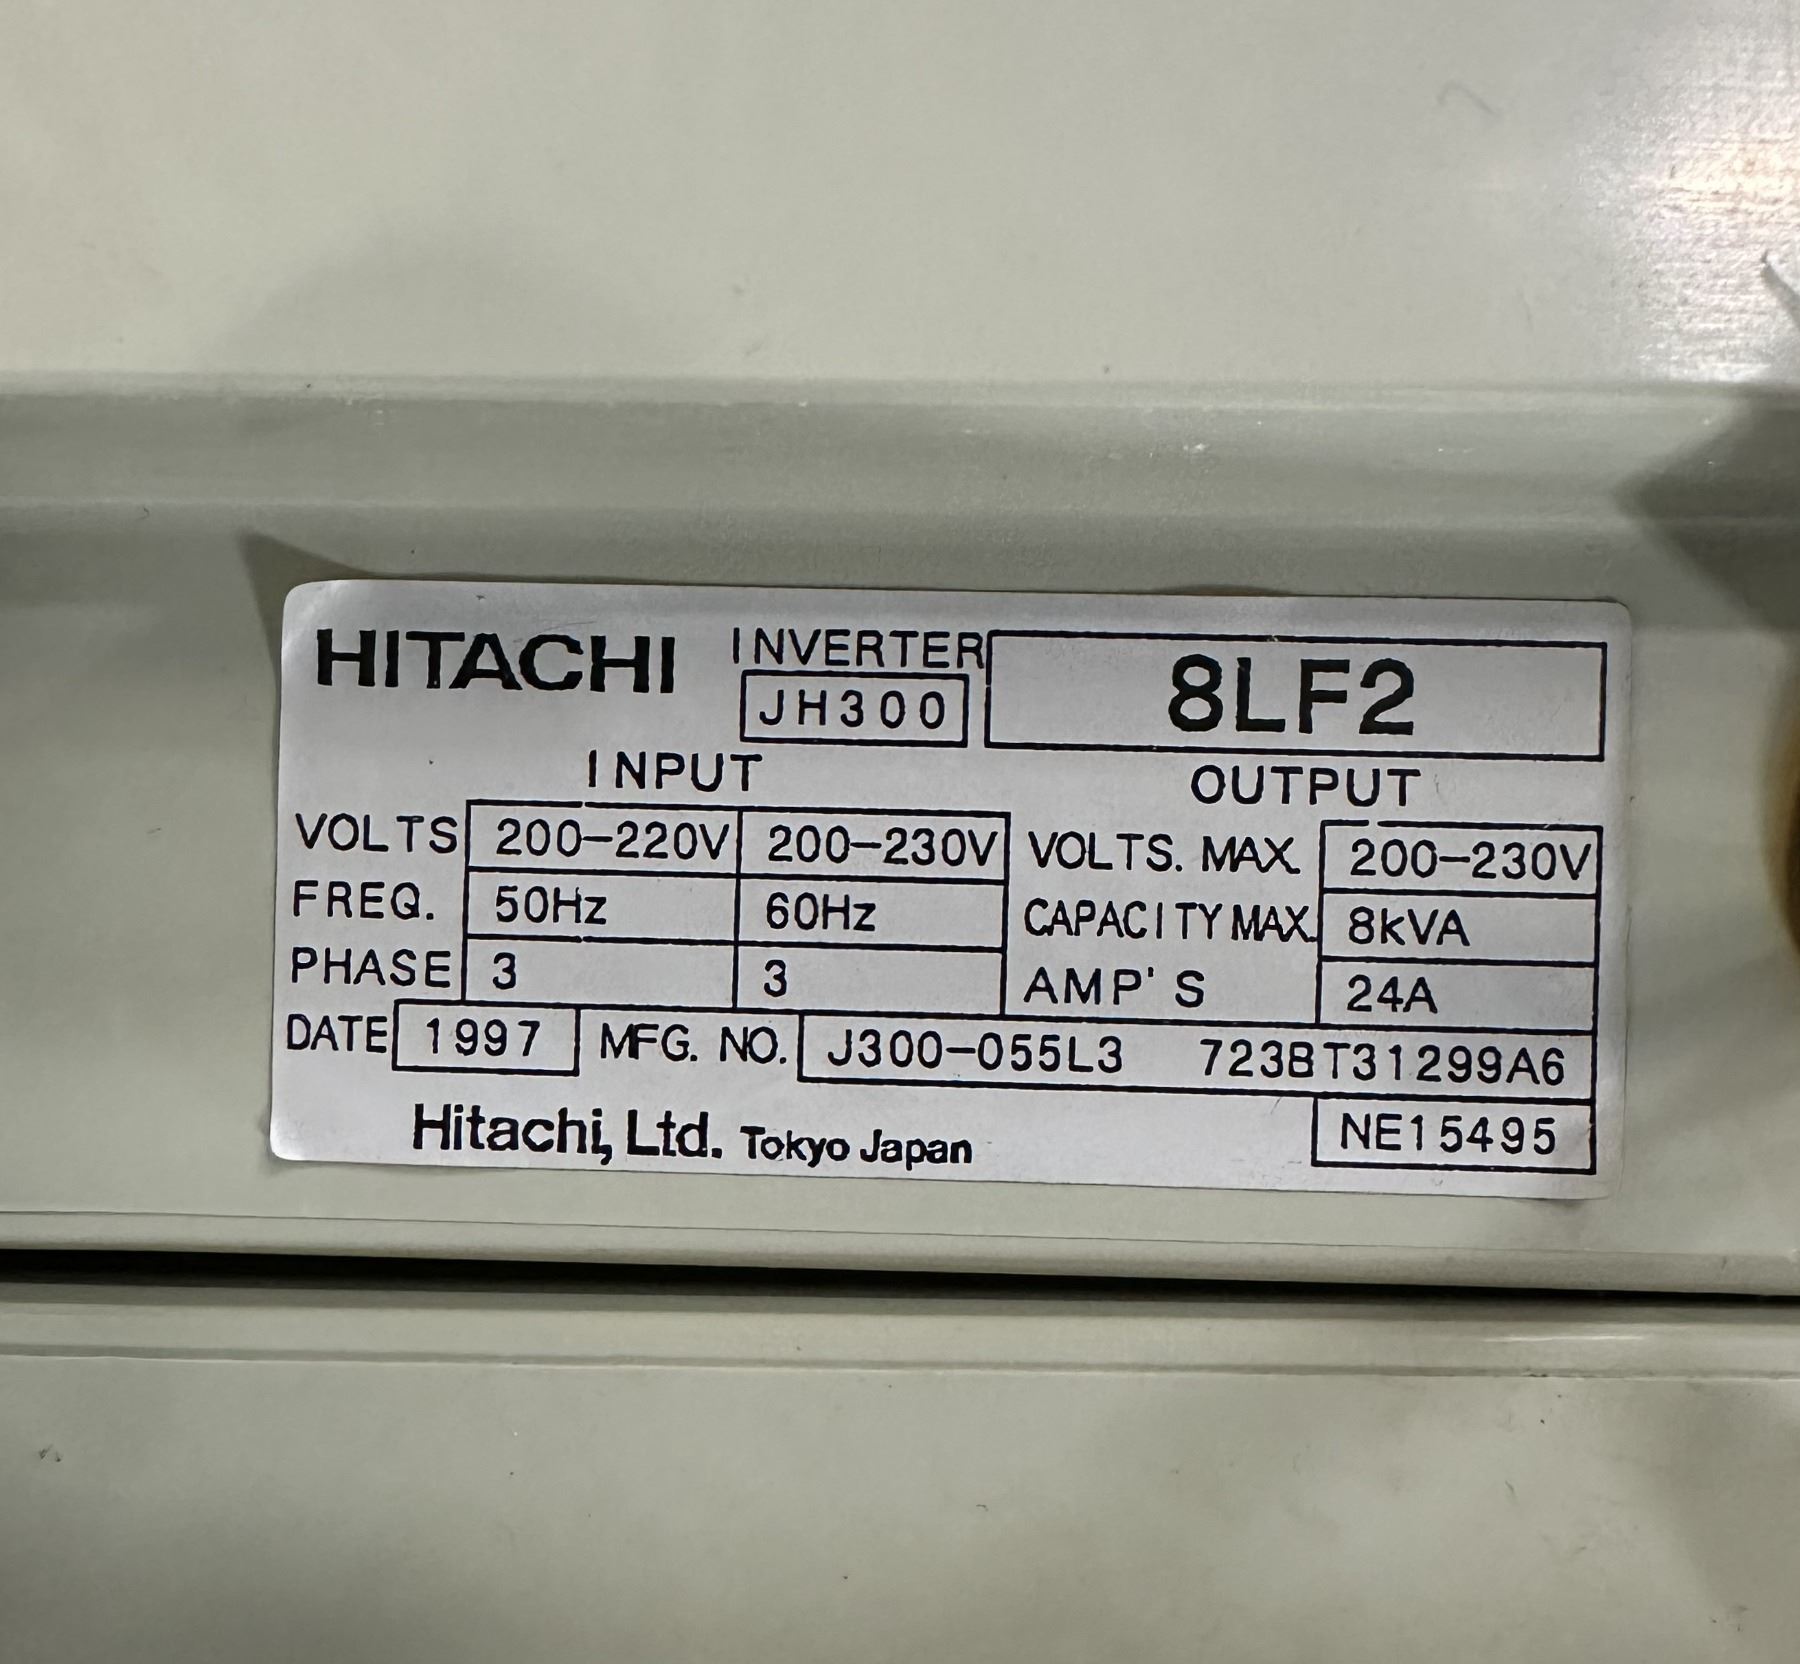 HITACHI INVERTER 8LF2
JH300
INPUT OUTPUT
VOLTS 200-220V 200-230V VOLTS. MAX. 200-230V
FREQ. 50Hz 60Hz CAPACITY MAX. 8kVA
PHASE 3 3 AMP'S 24A
DATE 1997 MFG. NO. J300-055L3 723BT31299A6
Hitachi, Ltd. Tokyo Japan NE15495